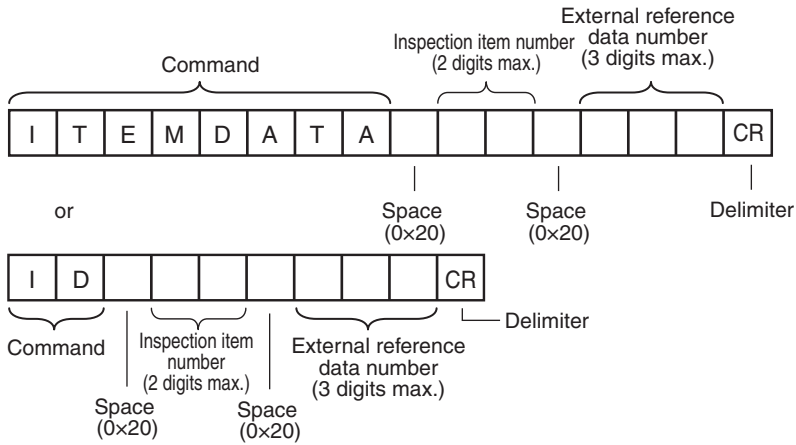 External reference
data number
(3 digits max.)
Inspection item number
(2 digits max.)
Command
I T E M D A T A CR
Space
(0×20)
Space
(0×20)
Delimiter
or
I D CR
Delimiter
Command
Inspection item
number
(2 digits max.)
External reference
data number
(3 digits max.)
Space
(0×20)
Space
(0×20)